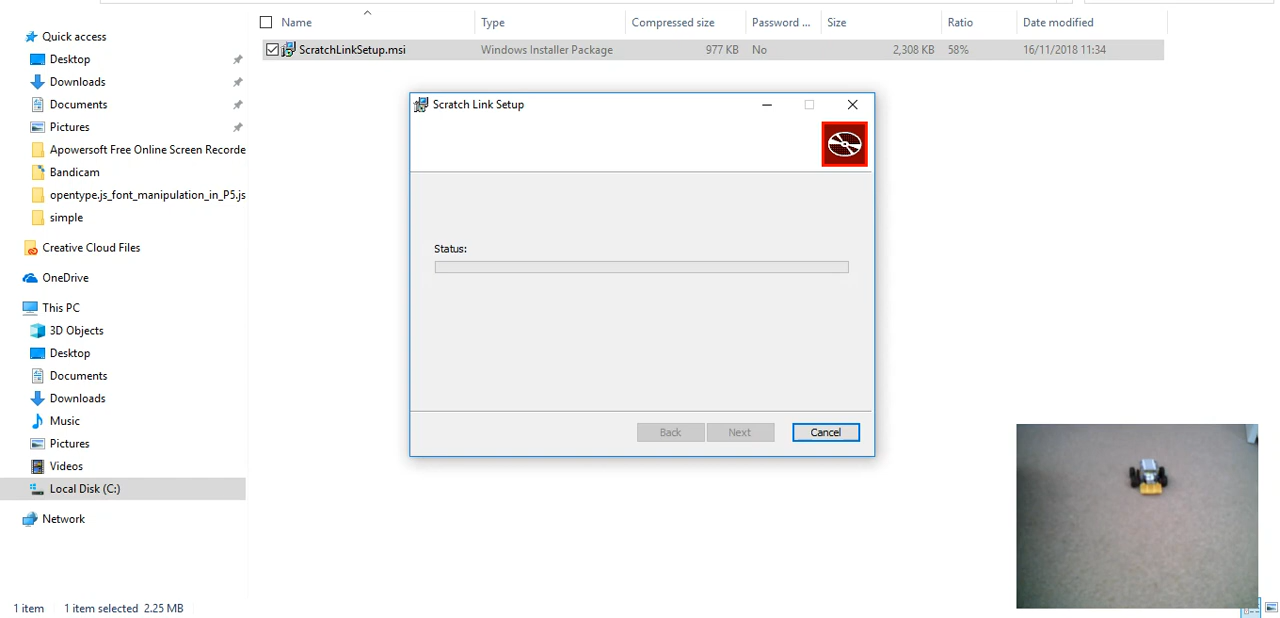 Name Type Compressed size Password ... Size Ratio Date modified
ScratchLinkSetup.msi Windows Installer Package 977 KB No 2,308 KB 58% 16/11/2018 11:34
Quick access
Desktop
Downloads
Documents
Pictures
Apowersoft Free Online Screen Recorde
Bandicam
opentype.js_font_manipulation_in_P5.js
simple
Creative Cloud Files
OneDrive
This PC
3D Objects
Desktop
Documents
Downloads
Music
Pictures
Videos
Local Disk (C:)
Network
Scratch Link Setup
Status:
Back Next Cancel
1 item 1 item selected 2.25 MB